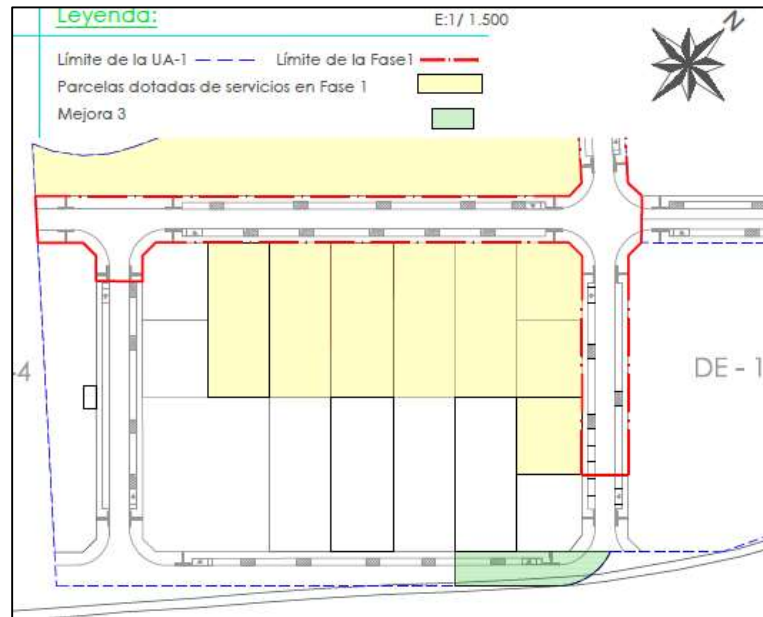 Leyenda:
E:1/ 1.500
N
Límite de la UA-1
Límite de la Fase1
Parcelas dotadas de servicios en Fase 1
Mejora 3
-4
DE - 1